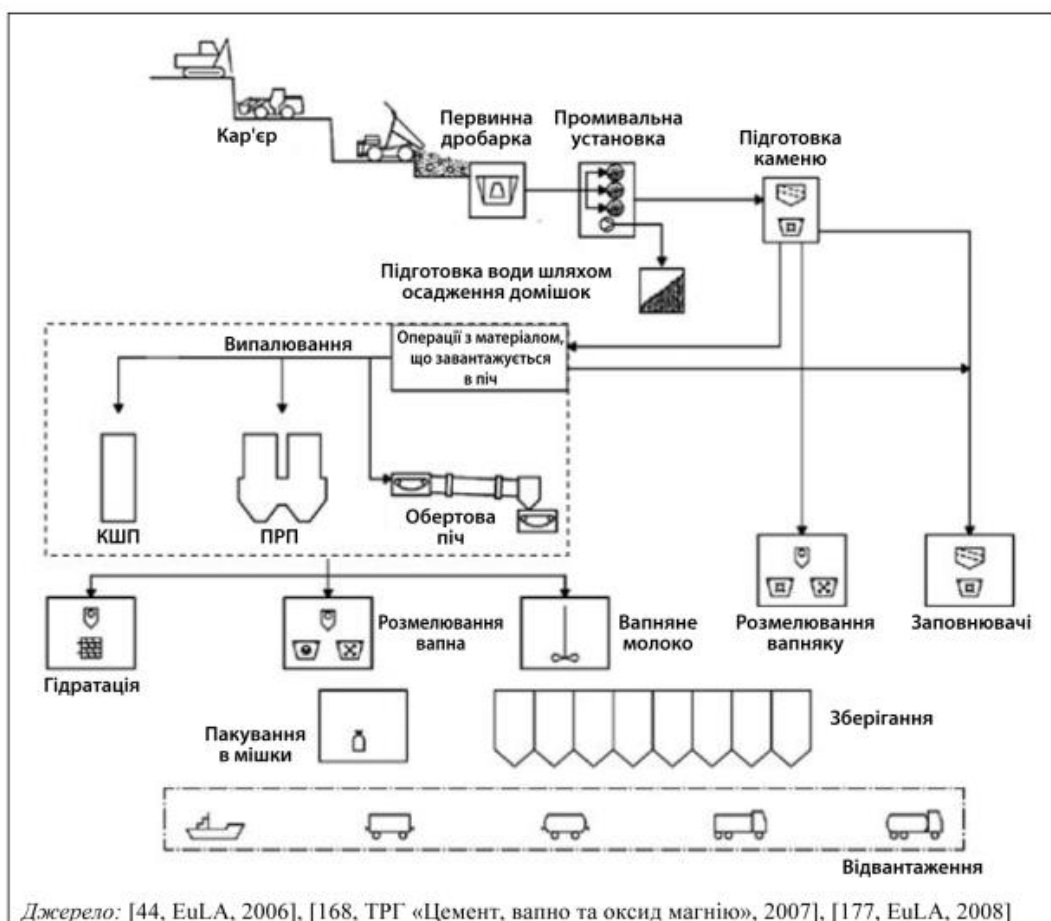 Кар'єр
Первинна
дробарка
Промивальна
установка
Підготовка
каменю
Підготовка води шляхом
осадження домішок
Випалювання
Операції з матеріалом,
що завантажується
в піч
КШП
ПРП
Обертова
піч
Гідратація
Розмелювання
вапна
Вапняне
молоко
Розмелювання
вапняку
Заповнювачі
Пакування
в мішки
Зберігання
Відвантаження
Джерело: [44, EuLA, 2006], [168, ТРГ «Цемент, вапно та оксид магнію», 2007], [177, EuLA, 2008]